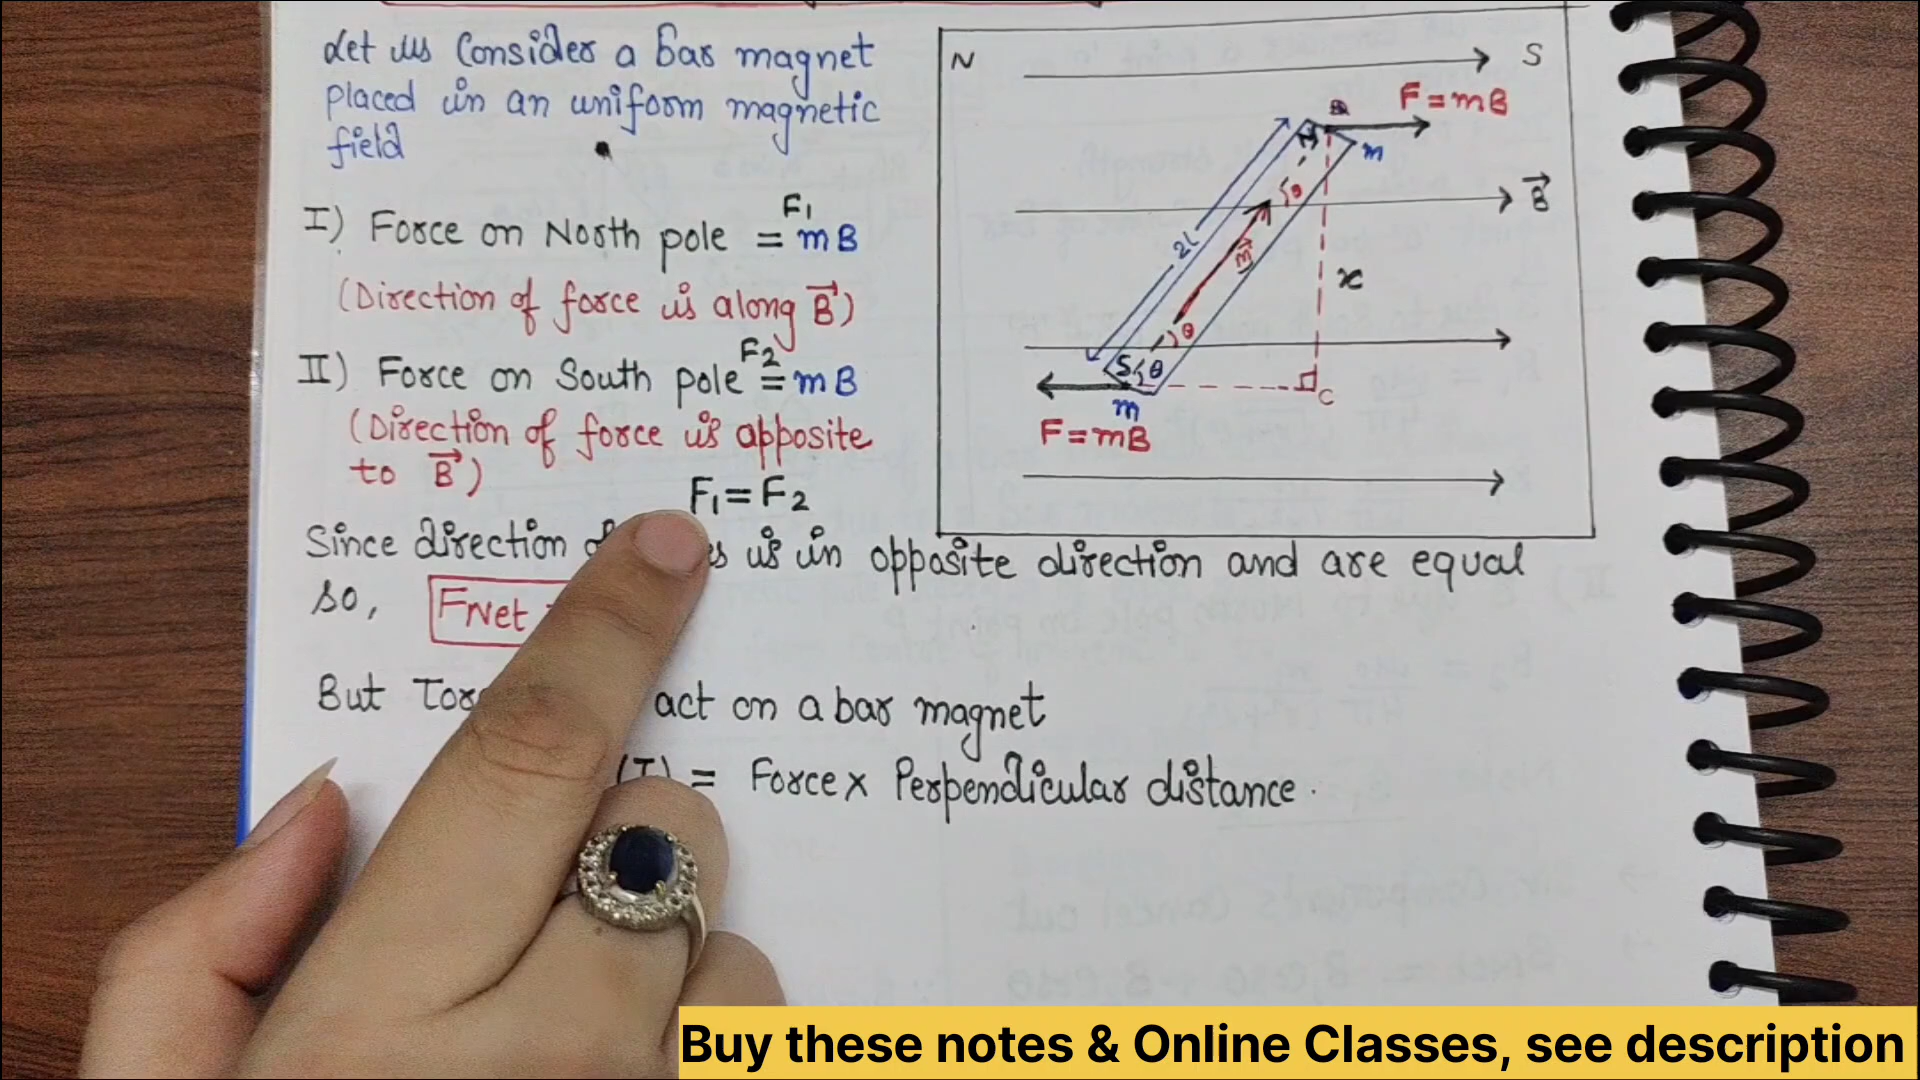 Let us Consider a bar magnet
placed in an uniform magnetic
field
F1
I) Force on North pole = mB
(Direction of force is along B⃗)
F2
II) Force on South pole = mB
(Direction of force is apposite
to B⃗)
F1 = F2
Since direction is in opposite direction and are equal
so, FNet
But act on a bar magnet
= Force x Perpendicular distance.
N S
F = mB
m
θ
B⃗
2l
m⃗
x
θ
S θ
C
m
F = mB
Buy these notes & Online Classes, see description